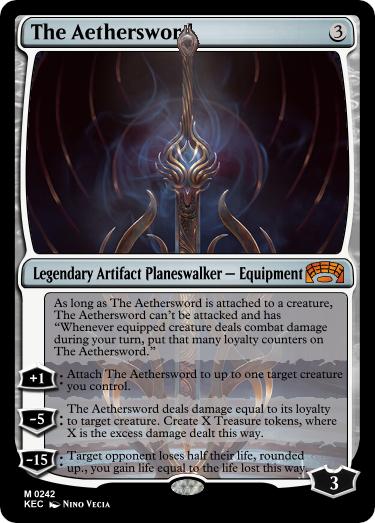 The Aethersword 3
Legendary Artifact Planeswalker — Equipment
As long as The Aethersword is attached to a creature,
The Aethersword can't be attacked and has
“Whenever equipped creature deals combat damage
during your turn, put that many loyalty counters on
The Aethersword.”
+1: Attach The Aethersword to up to one target creature
you control.
The Aethersword deals damage equal to its loyalty
-5: to target creature. Create X Treasure tokens, where
X is the excess damage dealt this way.
-15: Target opponent loses half their life, rounded
up., you gain life equal to the life lost this way.
3
M 0242
KEC Nino Vecia